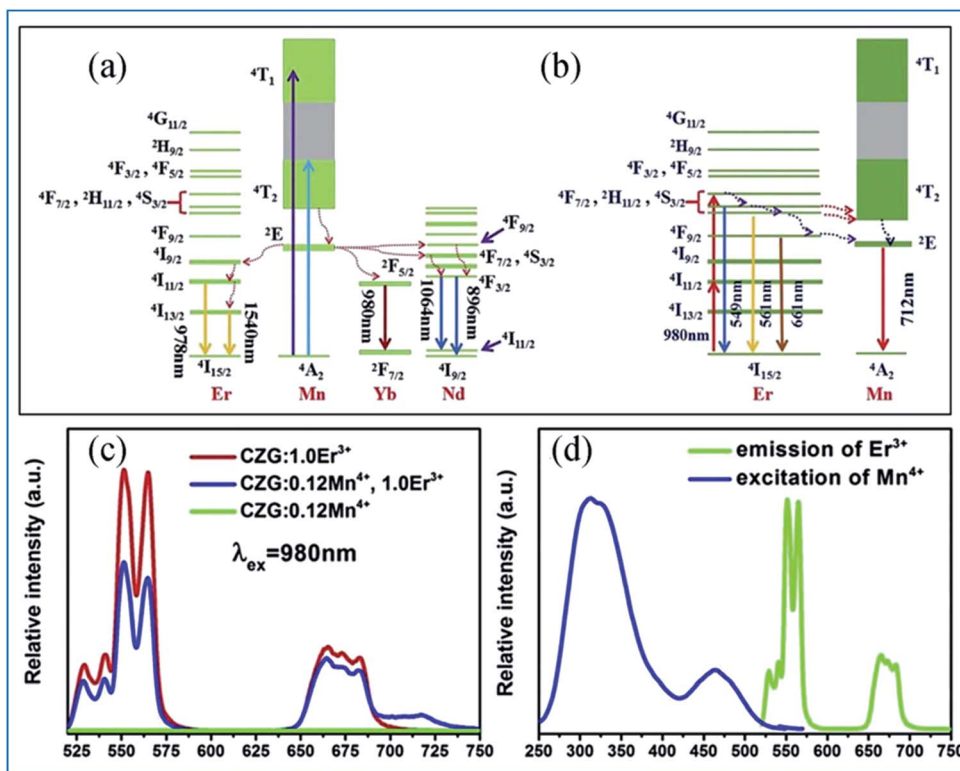 (a)
⁴T₁
⁴G₁₁/₂
²H₉/₂
⁴F₃/₂ , ⁴F₅/₂
⁴T₂
⁴F₇/₂ , ²H₁₁/₂ , ⁴S₃/₂
⁴F₉/₂
²E
⁴F₉/₂
⁴I₉/₂
²F₅/₂
⁴F₇/₂ , ⁴S₃/₂
⁴I₁₁/₂
⁴F₃/₂
⁴I₁₃/₂
978nm
1540nm
980nm
1064nm
896nm
⁴I₁₁/₂
⁴I₁₅/₂
⁴A₂
²F₇/₂
⁴I₉/₂
Er
Mn
Yb
Nd
(b)
⁴T₁
⁴G₁₁/₂
²H₉/₂
⁴F₃/₂ , ⁴F₅/₂
⁴T₂
⁴F₇/₂ , ²H₁₁/₂ , ⁴S₃/₂
⁴F₉/₂
²E
⁴I₉/₂
⁴I₁₁/₂
⁴I₁₃/₂
980nm
549nm
561nm
661nm
712nm
⁴I₁₅/₂
⁴A₂
Er
Mn
(c)
CZG:1.0Er³⁺
CZG:0.12Mn⁴⁺, 1.0Er³⁺
CZG:0.12Mn⁴⁺
λex=980nm
Relative intensity (a.u.)
520 550 600 650 700 750
(d)
emission of Er³⁺
excitation of Mn⁴⁺
Relative intensity (a.u.)
250 300 350 400 450 500 550 600 650 700 750